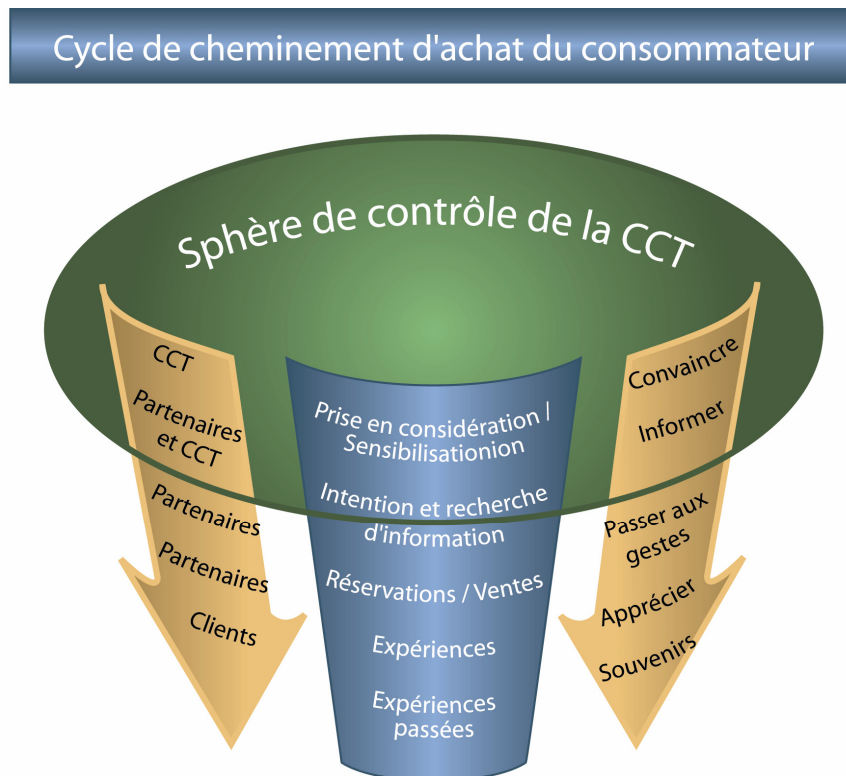 Cycle de cheminement d'achat du consommateur
Sphère de contrôle de la CCT
CCT
Partenaires
et CCT
Partenaires
Partenaires
Clients
Prise en considération /
Sensibilisationion
Intention et recherche
d'information
Réservations / Ventes
Expériences
Expériences
passées
Convaincre
Informer
Passer aux
gestes
Apprécier
Souvenirs